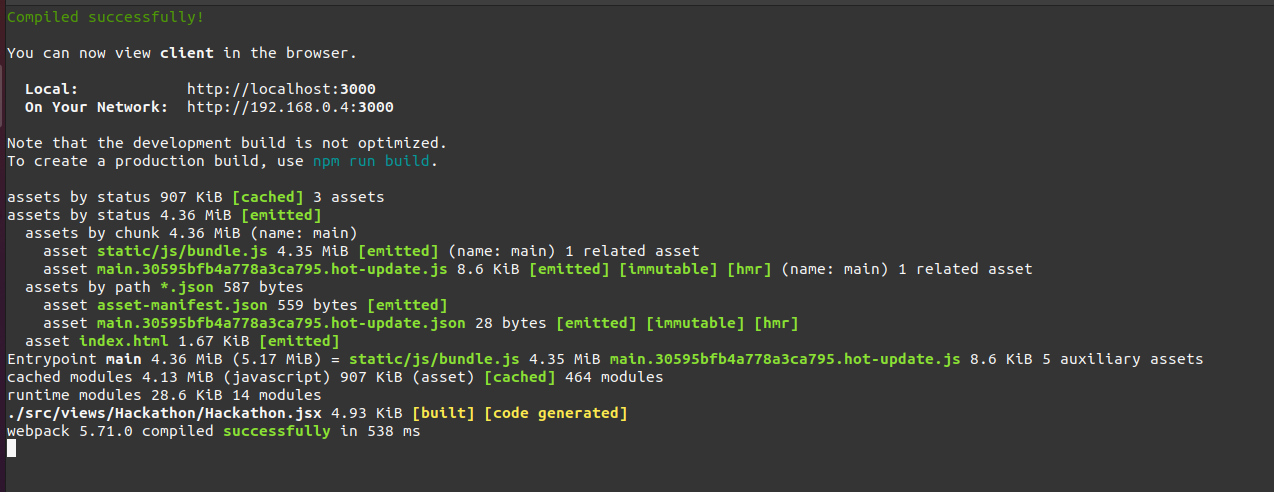 Compiled successfully!
You can now view client in the browser.
Local: http://localhost:3000
On Your Network: http://192.168.0.4:3000
Note that the development build is not optimized.
To create a production build, use npm run build.
assets by status 907 KiB [cached] 3 assets
assets by status 4.36 MiB [emitted]
assets by chunk 4.36 MiB (name: main)
asset static/js/bundle.js 4.35 MiB [emitted] (name: main) 1 related asset
asset main.30595bfb4a778a3ca795.hot-update.js 8.6 KiB [emitted] [immutable] [hmr] (name: main) 1 related asset
assets by path *.json 587 bytes
asset asset-manifest.json 559 bytes [emitted]
asset main.30595bfb4a778a3ca795.hot-update.json 28 bytes [emitted] [immutable] [hmr]
asset index.html 1.67 KiB [emitted]
Entrypoint main 4.36 MiB (5.17 MiB) = static/js/bundle.js 4.35 MiB main.30595bfb4a778a3ca795.hot-update.js 8.6 KiB 5 auxiliary assets
cached modules 4.13 MiB (javascript) 907 KiB (asset) [cached] 464 modules
runtime modules 28.6 KiB 14 modules
./src/views/Hackathon/Hackathon.jsx 4.93 KiB [built] [code generated]
webpack 5.71.0 compiled successfully in 538 ms